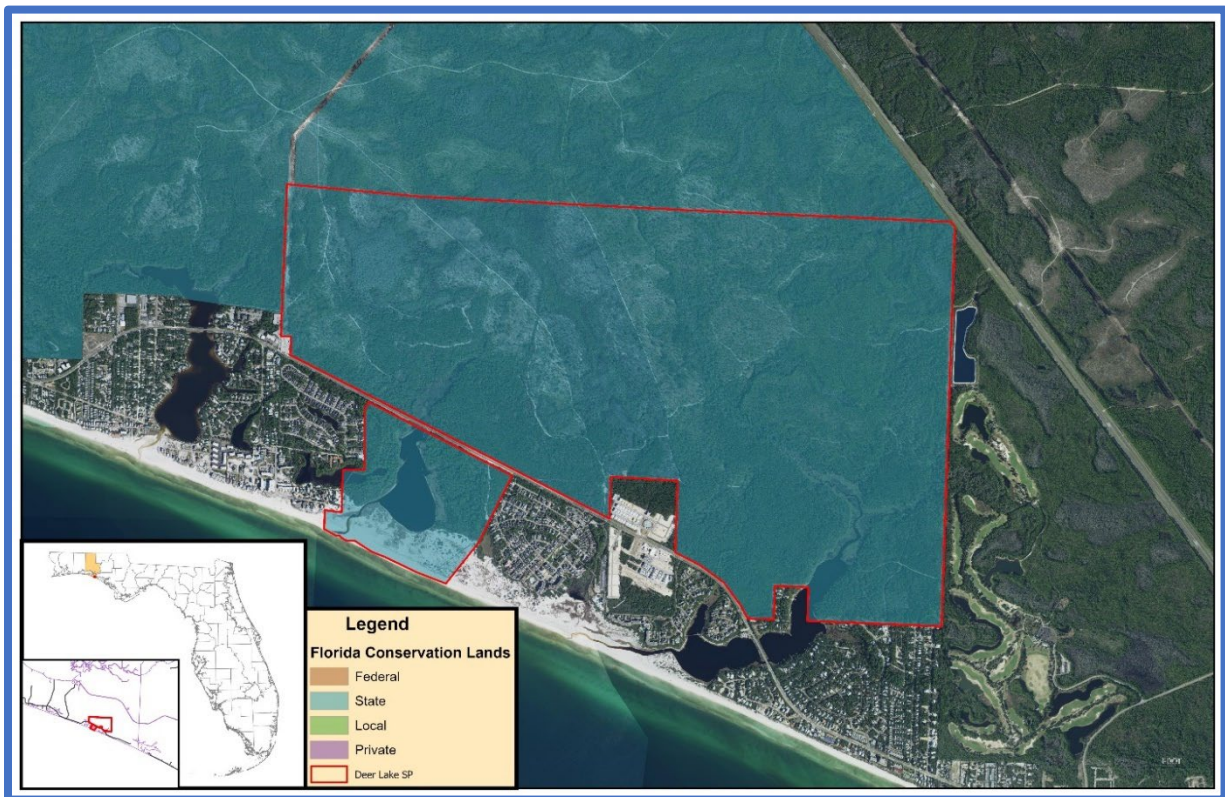 Legend
Florida Conservation Lands
Federal
State
Local
Private
Deer Lake SP